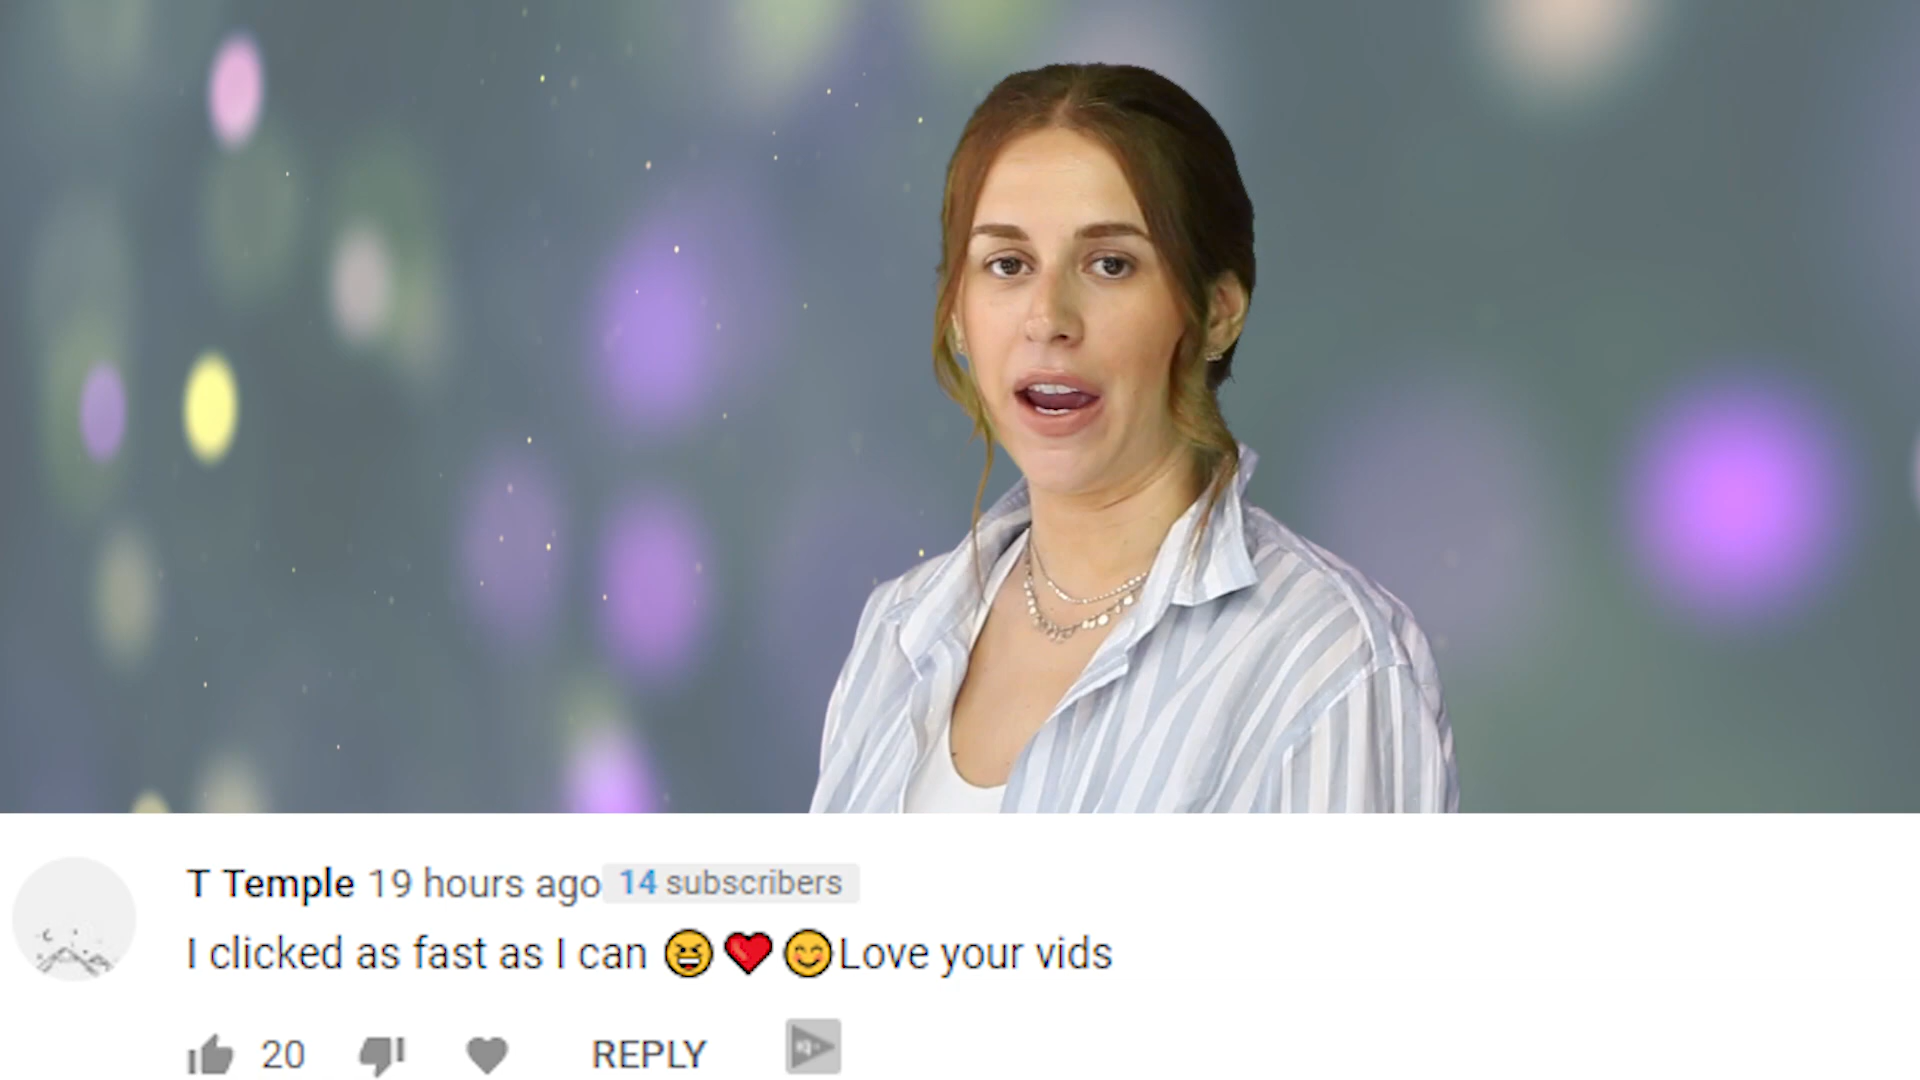 T Temple 19 hours ago 14 subscribers
I clicked as fast as I can 😆❤️😊Love your vids
20 REPLY